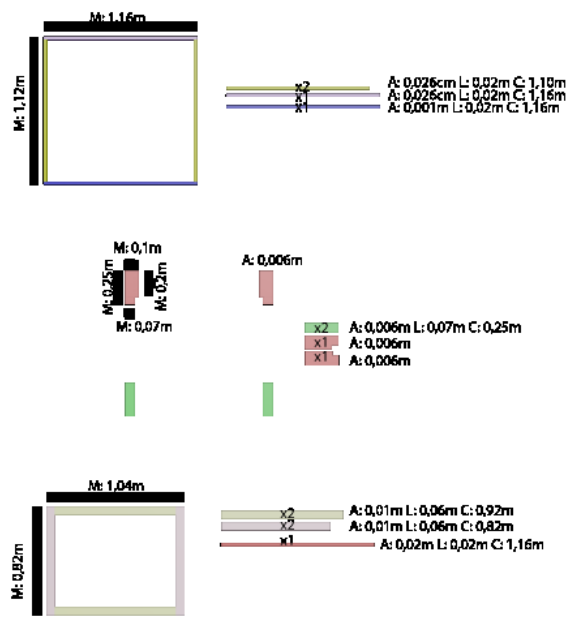 M: 1,16m
M: 1,12m
x2
A: 0,026cm L: 0,02m C: 1,10m
x1
A: 0,026cm L: 0,02m C: 1,16m
x1
A: 0,001m L: 0,02m C: 1,16m
M: 0,1m
A: 0,006m
M: 0,25m
M: 0,2m
M: 0,07m
x2
A: 0,006m L: 0,07m C: 0,25m
x1
A: 0,006m
x1
A: 0,006m
M: 1,04m
M: 0,82m
x2
A: 0,01m L: 0,06m C: 0,92m
x2
A: 0,01m L: 0,06m C: 0,82m
x1
A: 0,02m L: 0,02m C: 1,16m